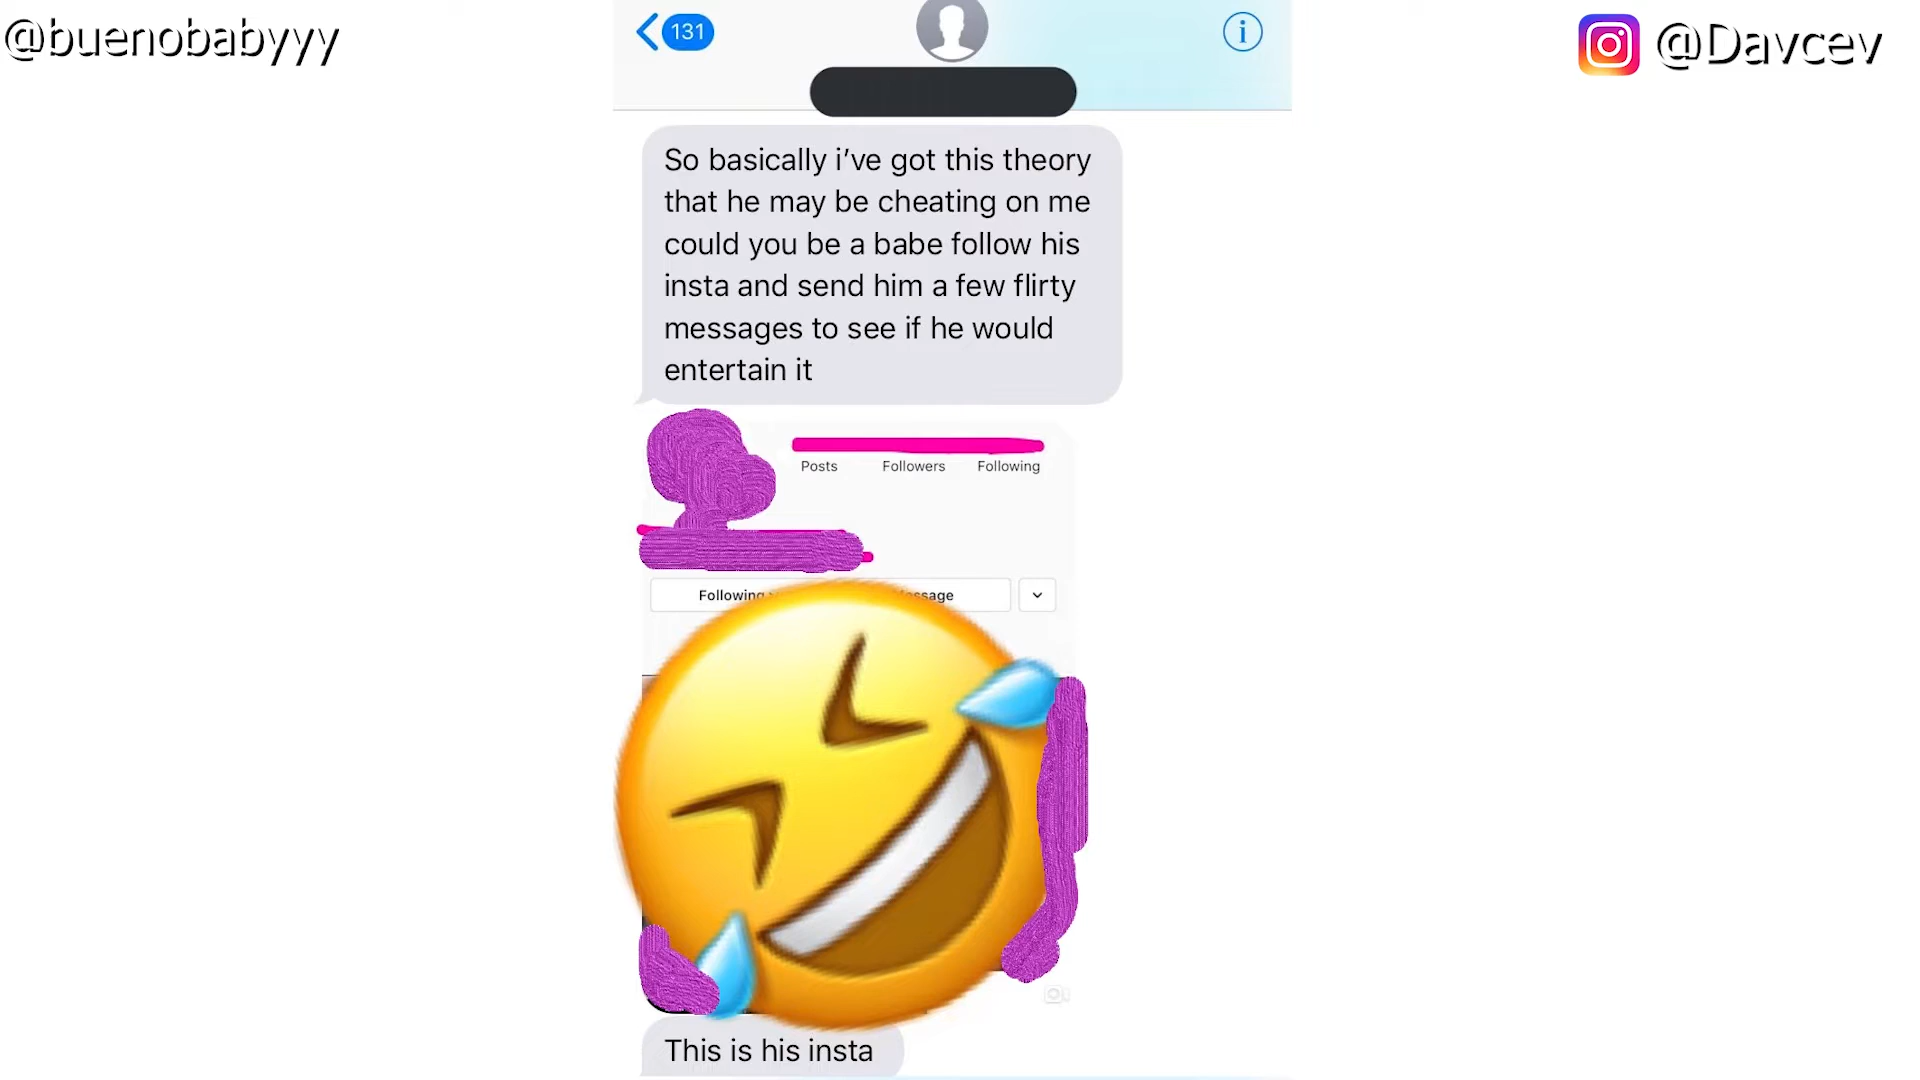 @buenobabyyy
131
i
@Davcev
So basically i’ve got this theory
that he may be cheating on me
could you be a babe follow his
insta and send him a few flirty
messages to see if he would
entertain it
Posts Followers Following
Following
This is his insta